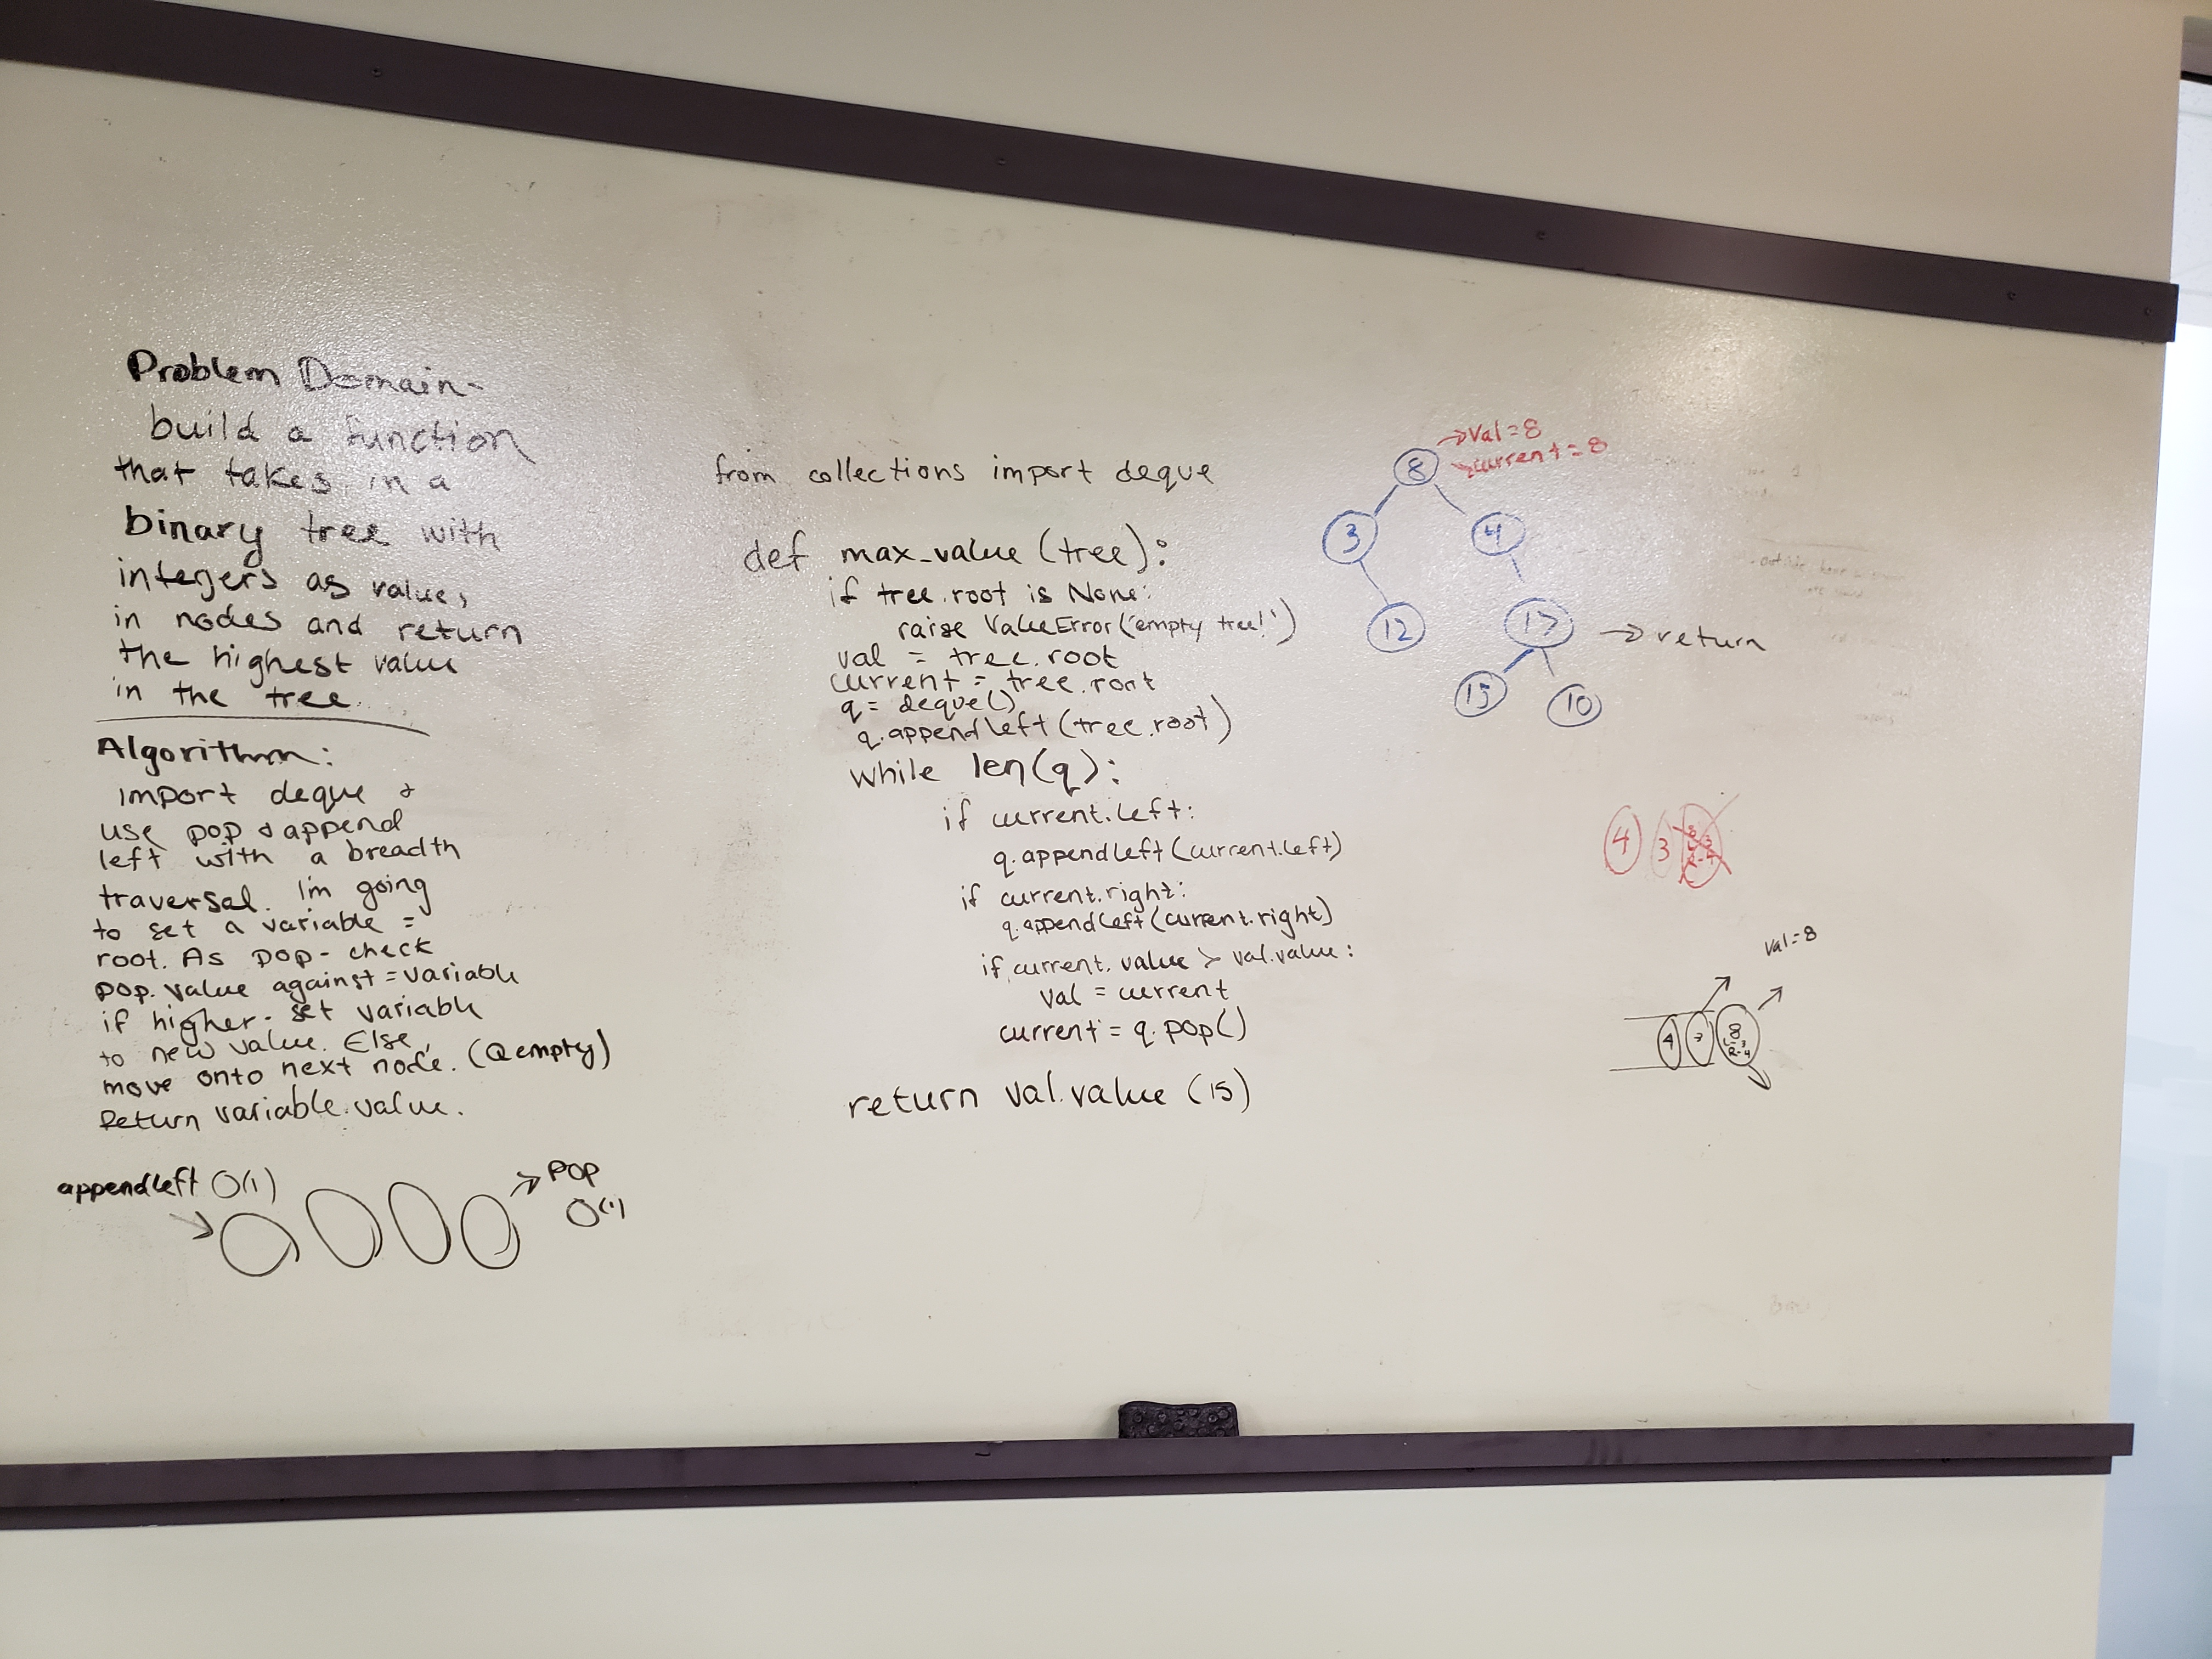 Problem Domain-
build a function
that takes in a
binary tree with
integers as values
in nodes and return
the highest value
in the tree.
Algorithm:
import deque &
use pop & append
left with a breadth
traversal. I'm going
to set a variable =
root. As pop - check
pop.value against = variable
if higher - set variable
to new value. Else,
move onto next node. (Q empty)
Return variable.value.
appendleft O(1)
→ POP
O(1)
from collections import deque
def max_value (tree):
if tree.root is None:
raise ValueError('empty tree!')
val = tree.root
current = tree.root
q = deque()
q.appendleft (tree.root)
while len(q):
if current.left:
q.appendleft (current.left)
if current.right:
q.appendleft (current.right)
if current.value > val.value:
val = current
current = q.pop()
return val.value (15)
→Val=8
→current=8
8
3 4
12
→ return
10
4 3 8
val=8
4
8